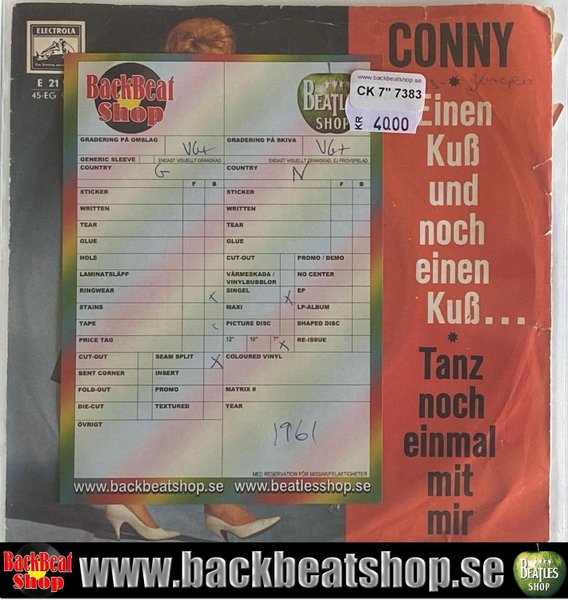 ELECTROLA
E 21
45-EG
CONNY
Einen
Kuß
und
noch
einen
Kuß...
*
Tanz
noch
einmal
mit
mir
BackBeat
Shop
BEATLES
SHOP
www.backbeatshop.se
CK 7" 7383
KR 40.00
GRADERING PÅ OMSLAG VG+
GRADERING PÅ SKIVA VG+
GENERIC SLEEVE ENDAST VISUELLT GRANSKAD
ENDAST VISUELLT GRANSKAD, EJ PROVSPELAD
COUNTRY G
COUNTRY N
F B
F B
STICKER
STICKER
WRITTEN
WRITTEN
TEAR
TEAR
GLUE
GLUE
HOLE
CUT-OUT
PROMO / DEMO
LAMINATSLÄPP
VÄRMESKADA /
VINYLBUBBLOR
NO CENTER
RINGWEAR x
SINGEL x
EP
STAINS
MAXI
LP-ALBUM
TAPE
PICTURE DISC
SHAPED DISC
PRICE TAG
12" 10" 7" x
RE-ISSUE
CUT-OUT
SEAM SPLIT x
COLOURED VINYL
BENT CORNER
INSERT
FOLD-OUT
PROMO
MATRIX #
DIE-CUT
TEXTURED
YEAR
ÖVRIGT
1961
MED RESERVATION FÖR MISSAR/FELAKTIGHETER
www.backbeatshop.se www.beatlesshop.se
BackBeat
Shop
www.backbeatshop.se
BEATLES
SHOP